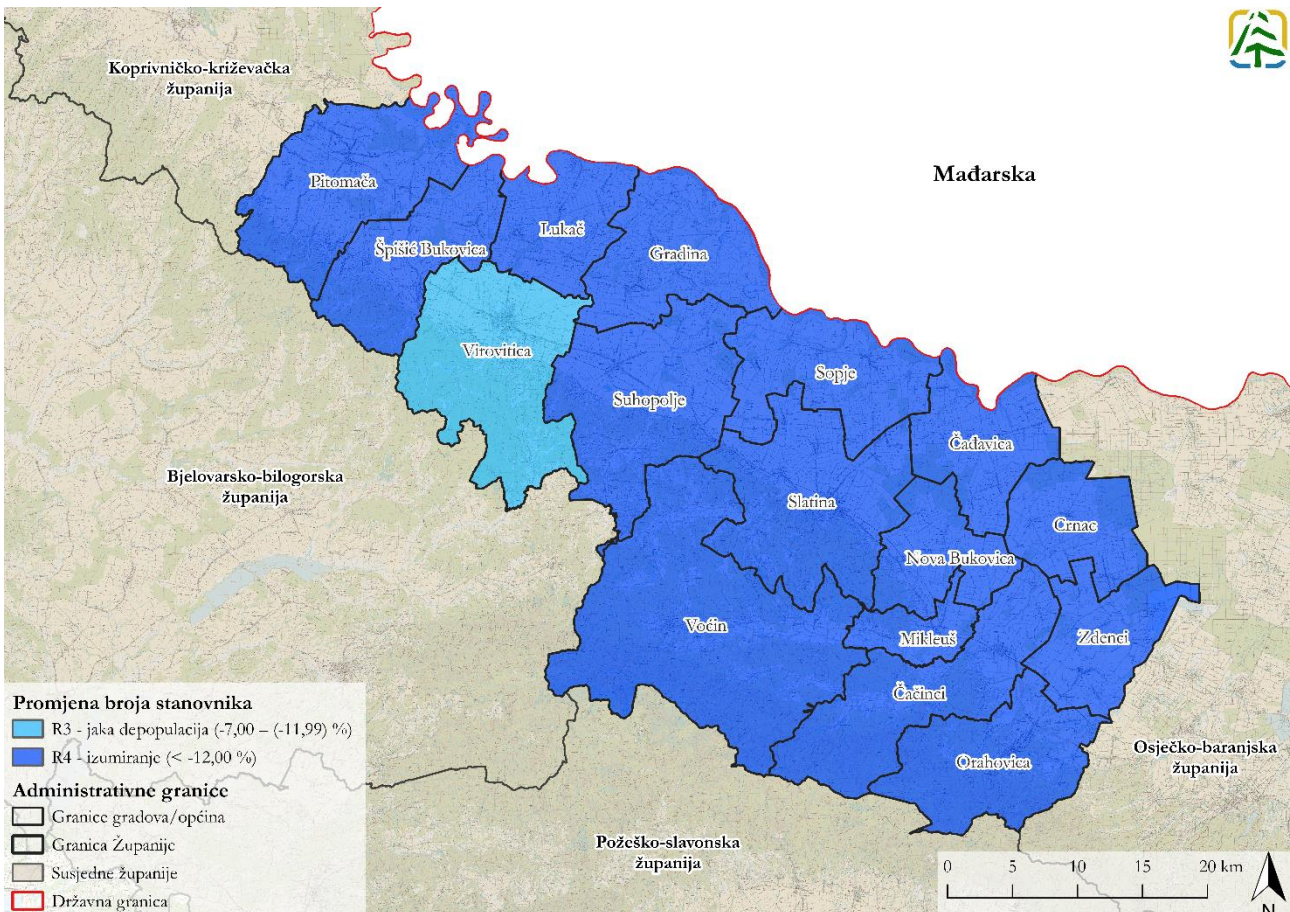 Koprivničko-križevačka
županija
Mađarska
Pitomača
Lukač
Špišić Bukovica
Gradina
Virovitica
Sopje
Suhopolje
Čađavica
Bjelovarsko-bilogorska
županija
Slatina
Crnac
Nova Bukovica
Voćin
Mikleuš
Zdenci
Čačinci
Orahovica
Osječko-baranjska
županija
Požeško-slavonska
županija
Promjena broja stanovnika
R3 - jaka depopulacija (-7,00 – (-11,99) %)
R4 - izumiranje (< -12,00 %)
Administrativne granice
Granice gradova/općina
Granica Županije
Susjedne županije
Državna granica
0 5 10 15 20 km
N